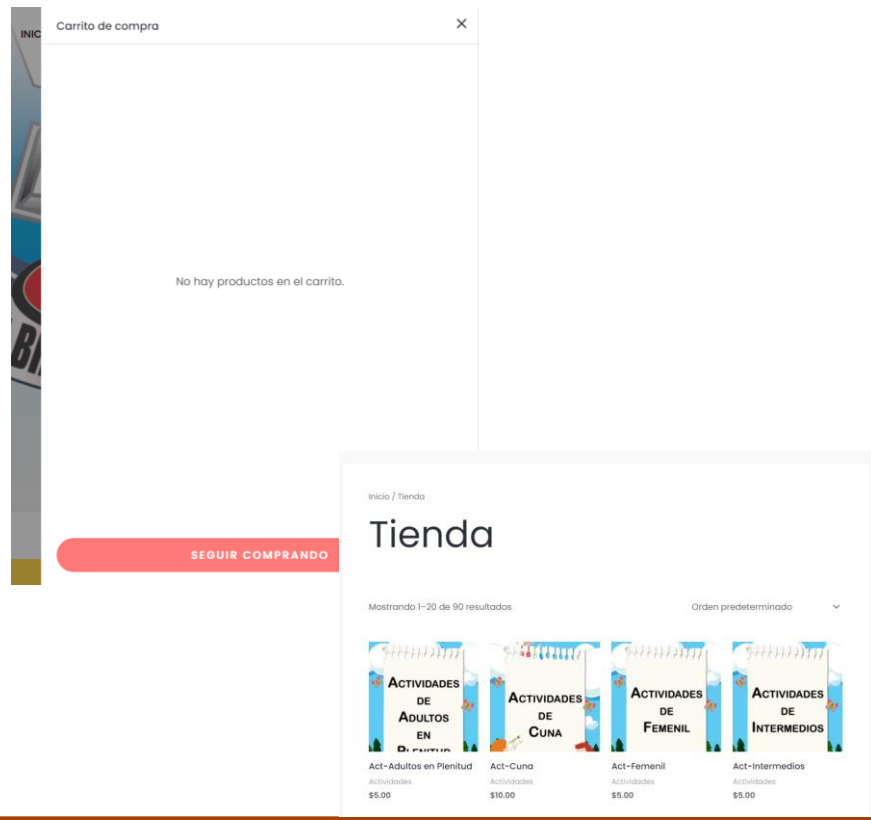 INIC
Carrito de compra
No hay productos en el carrito.
SEGUIR COMPRANDO
Inicio / Tienda
Tienda
Mostrando 1–20 de 90 resultados
Orden predeterminado
ACTIVIDADES
DE
ADULTOS
EN
PLENITUD
ACTIVIDADES
DE
CUNA
ACTIVIDADES
DE
FEMENIL
ACTIVIDADES
DE
INTERMEDIOS
Act-Adultos en Plenitud
Actividades
$5.00
Act-Cuna
Actividades
$10.00
Act-Femenil
Actividades
$5.00
Act-Intermedios
Actividades
$5.00